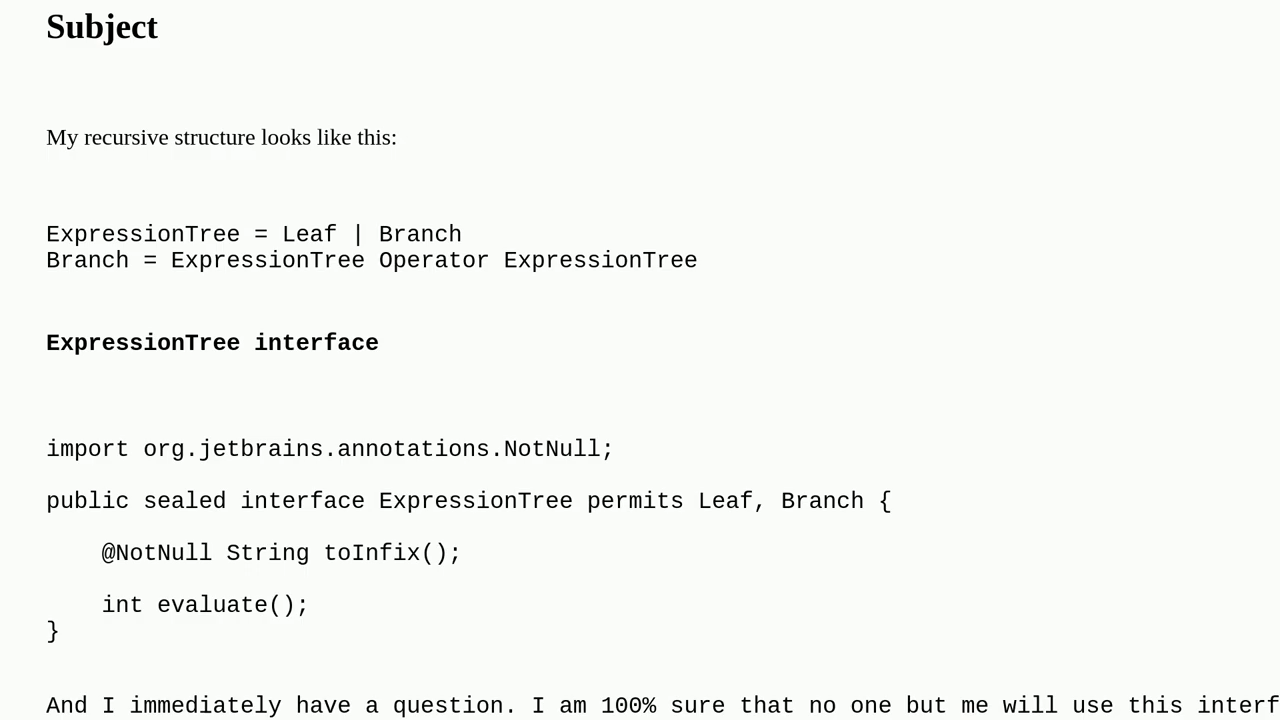 Subject
My recursive structure looks like this:
ExpressionTree = Leaf | Branch
Branch = ExpressionTree Operator ExpressionTree
ExpressionTree interface
import org.jetbrains.annotations.NotNull;
public sealed interface ExpressionTree permits Leaf, Branch {
    @NotNull String toInfix();
    int evaluate();
}
And I immediately have a question. I am 100% sure that no one but me will use this interf